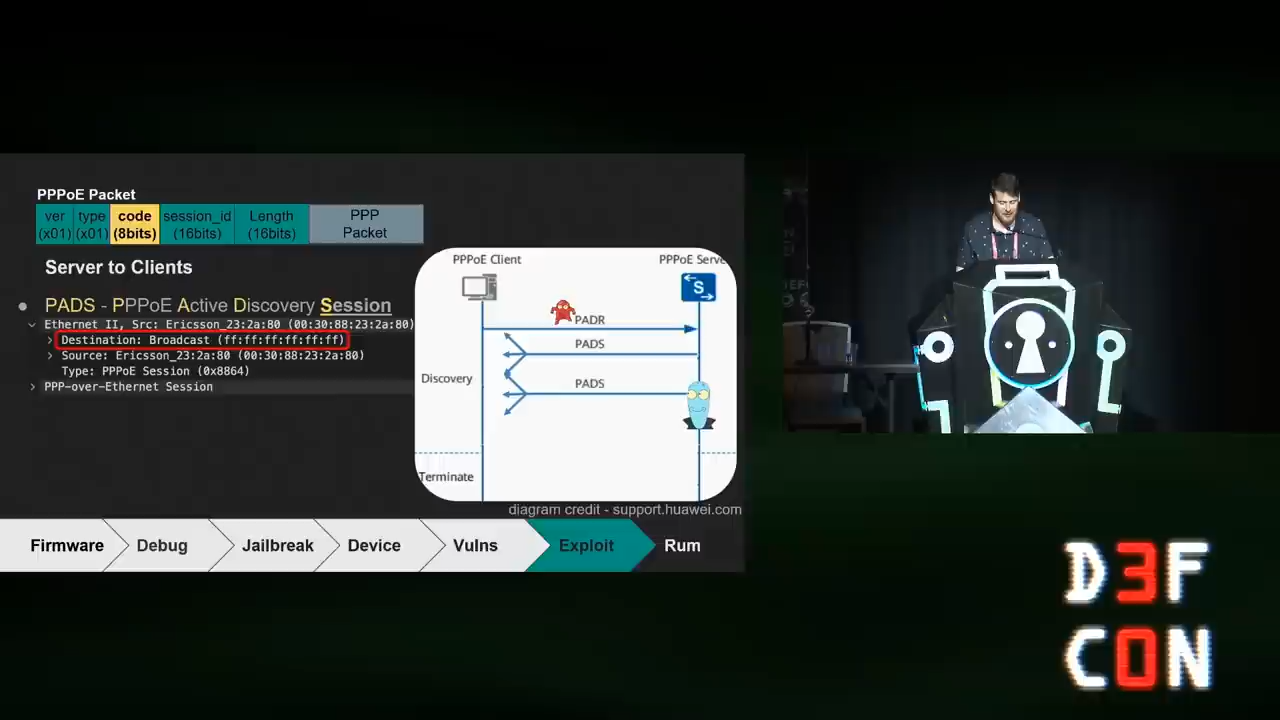 PPPoE Packet
ver type code session_id Length PPP
(x01) (x01) (8bits) (16bits) (16bits) Packet
Server to Clients
PADS - PPPoE Active Discovery Session
Ethernet II, Src: Ericsson_23:2a:80 (00:30:88:23:2a:80)
Destination: Broadcast (ff:ff:ff:ff:ff:ff)
Source: Ericsson_23:2a:80 (00:30:88:23:2a:80)
Type: PPPoE Session (0x8864)
PPP-over-Ethernet Session
PPPoE Client
PPPoE Serve
S
PADR
PADS
Discovery
PADS
Terminate
diagram credit - support.huawei.com
Firmware Debug Jailbreak Device Vulns Exploit Rum
D3F
C0N